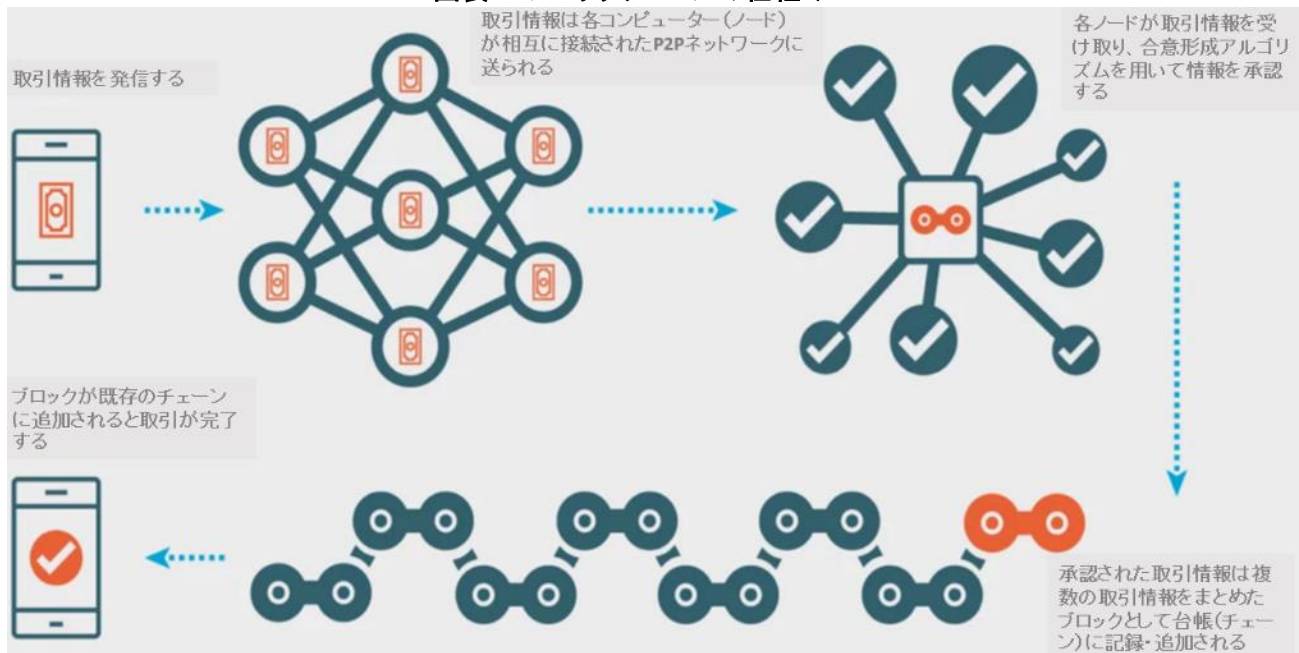 取引情報を発信する
取引情報は各コンピューター(ノード)
が相互に接続されたP2Pネットワークに
送られる
各ノードが取引情報を受
け取り、合意形成アルゴリ
ズムを用いて情報を承認
する
ブロックが既存のチェーン
に追加されると取引が完了
する
承認された取引情報は複
数の取引情報をまとめた
ブロックとして台帳(チェー
ン)に記録・追加される